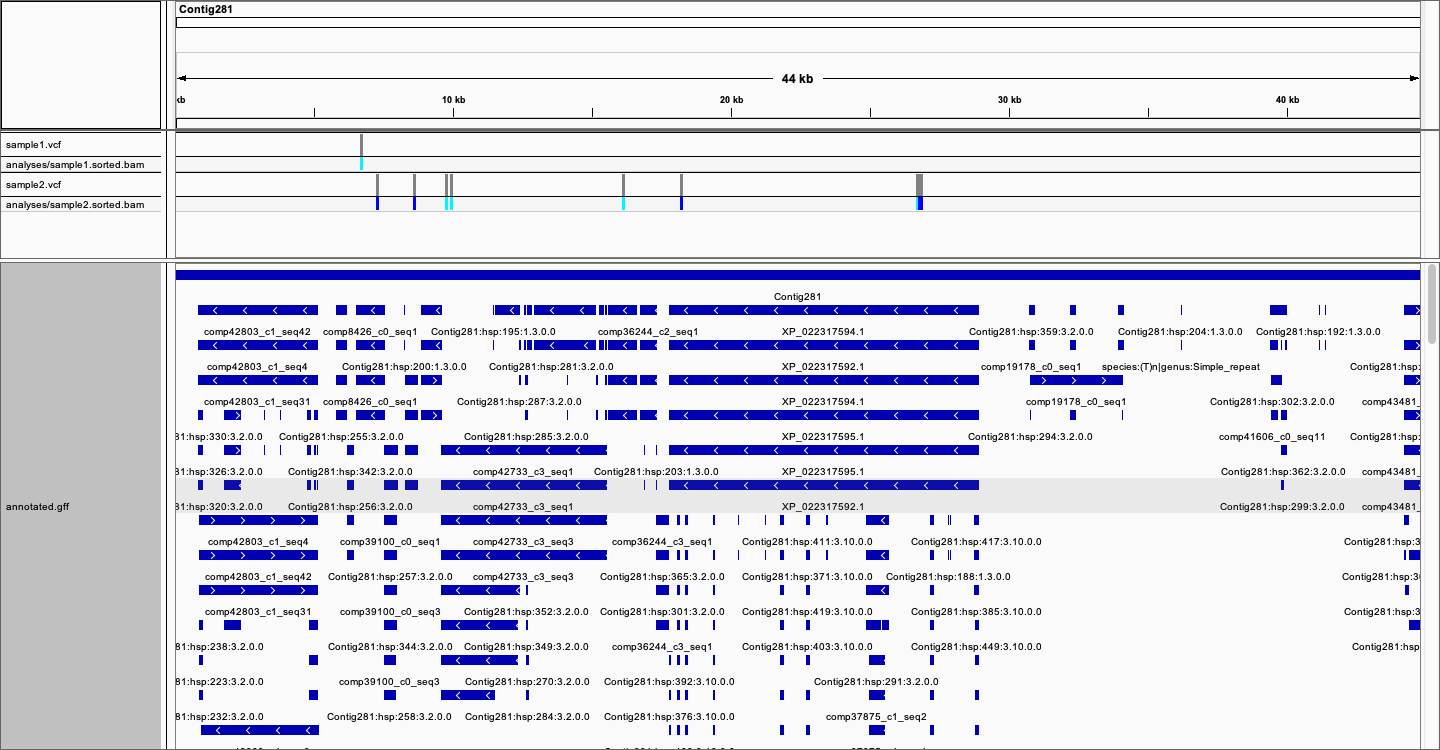 Contig281
44 kb
kb 10 kb 20 kb 30 kb 40 kb
sample1.vcf
analyses/sample1.sorted.bam
sample2.vcf
analyses/sample2.sorted.bam
Contig281
comp42803_c1_seq42 comp8426_c0_seq1 Contig281:hsp:195:1.3.0.0 comp36244_c2_seq1 XP_022317594.1 Contig281:hsp:359:3.2.0.0 Contig281:hsp:204:1.3.0.0 Contig281:hsp:192:1.3.0.0
comp42803_c1_seq4 Contig281:hsp:200:1.3.0.0 Contig281:hsp:281:3.2.0.0 XP_022317592.1 comp19178_c0_seq1 species:(T)n|genus:Simple_repeat Contig281:hsp:
comp42803_c1_seq31 comp8426_c0_seq1 Contig281:hsp:287:3.2.0.0 XP_022317594.1 comp19178_c0_seq1 Contig281:hsp:302:3.2.0.0 comp43481_
81:hsp:330:3.2.0.0 Contig281:hsp:255:3.2.0.0 Contig281:hsp:285:3.2.0.0 XP_022317595.1 Contig281:hsp:294:3.2.0.0 comp41606_c0_seq11 Contig281:hsp:
81:hsp:326:3.2.0.0 Contig281:hsp:342:3.2.0.0 comp42733_c3_seq1 Contig281:hsp:203:1.3.0.0 XP_022317595.1 Contig281:hsp:362:3.2.0.0 comp43481_
annotated.gff
81:hsp:320:3.2.0.0 Contig281:hsp:256:3.2.0.0 comp42733_c3_seq1 XP_022317592.1 Contig281:hsp:299:3.2.0.0 comp43481_
comp42803_c1_seq4 comp39100_c0_seq1 comp42733_c3_seq3 comp36244_c3_seq1 Contig281:hsp:411:3.10.0.0 Contig281:hsp:417:3.10.0.0 Contig281:hsp:3
comp42803_c1_seq42 Contig281:hsp:257:3.2.0.0 comp42733_c3_seq3 Contig281:hsp:365:3.2.0.0 Contig281:hsp:371:3.10.0.0 Contig281:hsp:188:1.3.0.0 Contig281:hsp:3
comp42803_c1_seq31 comp39100_c0_seq3 Contig281:hsp:352:3.2.0.0 Contig281:hsp:301:3.2.0.0 Contig281:hsp:419:3.10.0.0 Contig281:hsp:385:3.10.0.0 Contig281:hsp:3
81:hsp:238:3.2.0.0 Contig281:hsp:344:3.2.0.0 Contig281:hsp:349:3.2.0.0 comp36244_c3_seq1 Contig281:hsp:403:3.10.0.0 Contig281:hsp:449:3.10.0.0 Contig281:hsp
81:hsp:223:3.2.0.0 comp39100_c0_seq3 Contig281:hsp:270:3.2.0.0 Contig281:hsp:392:3.10.0.0 Contig281:hsp:291:3.2.0.0
81:hsp:232:3.2.0.0 Contig281:hsp:258:3.2.0.0 Contig281:hsp:284:3.2.0.0 Contig281:hsp:376:3.10.0.0 comp37875_c1_seq2